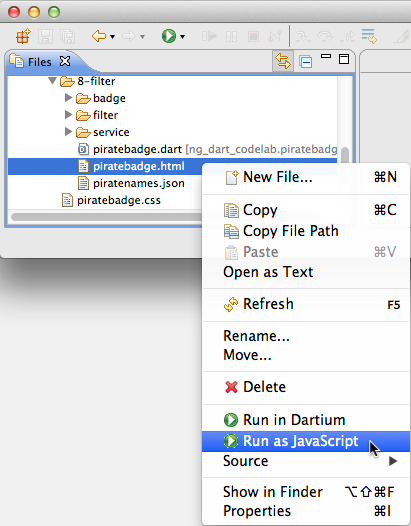 Files
8-filter
badge
filter
service
piratebadge.dart [ng_dart_codelab.piratebadg
piratebadge.html
piratenames.json
piratebadge.css
New File... ⌘N
Copy ⌘C
Copy File Path
Paste ⌘V
Open as Text
Refresh F5
Rename...
Move...
Delete
Run in Dartium
Run as JavaScript
Source
Show in Finder ⌥⇧⌘F
Properties ⌘I